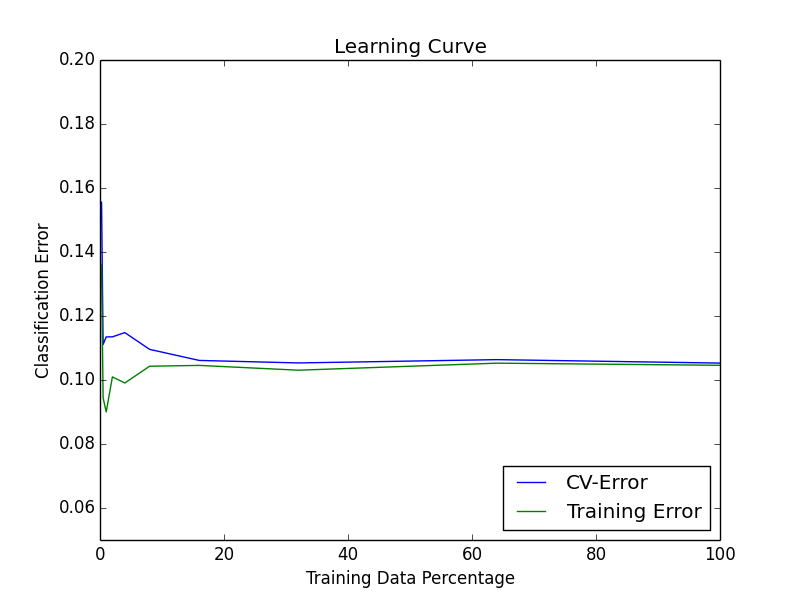 Learning Curve
0.20
0.18
0.16
0.14
0.12
0.10
0.08
0.06
Classification Error
CV-Error
Training Error
0 20 40 60 80 100
Training Data Percentage